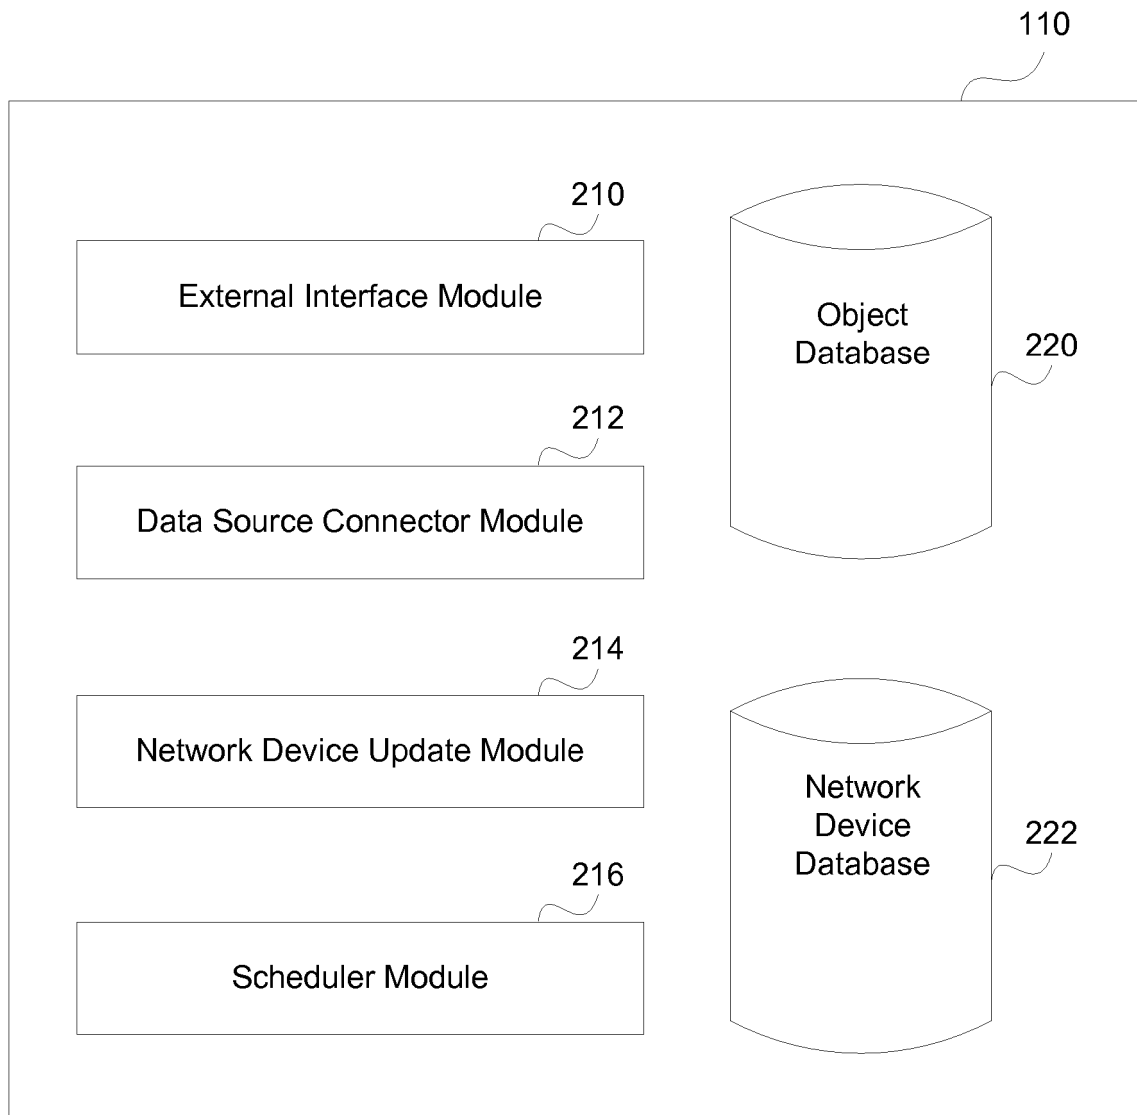 110
210
External Interface Module
Object
Database
220
212
Data Source Connector Module
214
Network Device Update Module
Network
Device
Database
222
216
Scheduler Module